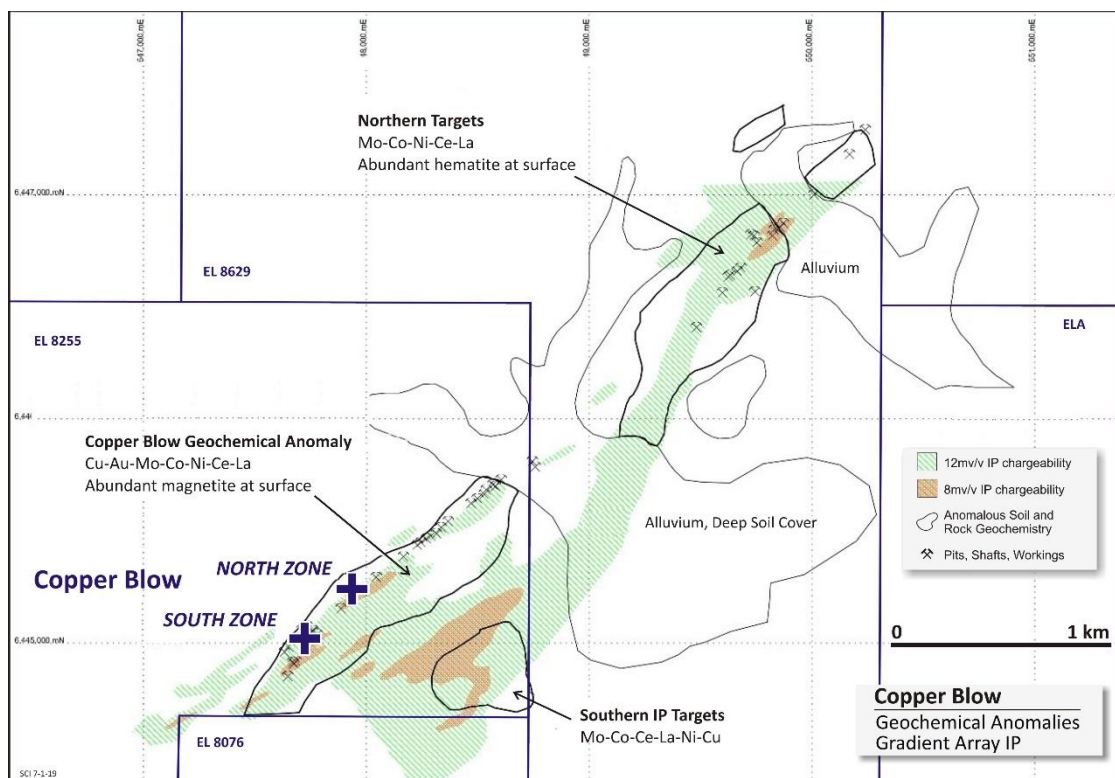 647,000 mE
48,000 mE
49,000 mE
650,000 mE
651,000 mE
Northern Targets
Mo-Co-Ni-Ce-La
Abundant hematite at surface
6,447,000 mN
EL 8629
Alluvium
EL 8255
ELA
6,44
Copper Blow Geochemical Anomaly
Cu-Au-Mo-Co-Ni-Ce-La
Abundant magnetite at surface
12mv/v IP chargeability
8mv/v IP chargeability
Anomalous Soil and
Rock Geochemistry
Pits, Shafts, Workings
Alluvium, Deep Soil Cover
Copper Blow
NORTH ZONE
SOUTH ZONE
6,445,000 mN
0 1 km
Southern IP Targets
Mo-Co-Ce-La-Ni-Cu
Copper Blow
Geochemical Anomalies
Gradient Array IP
EL 8076
SCI 7-1-19